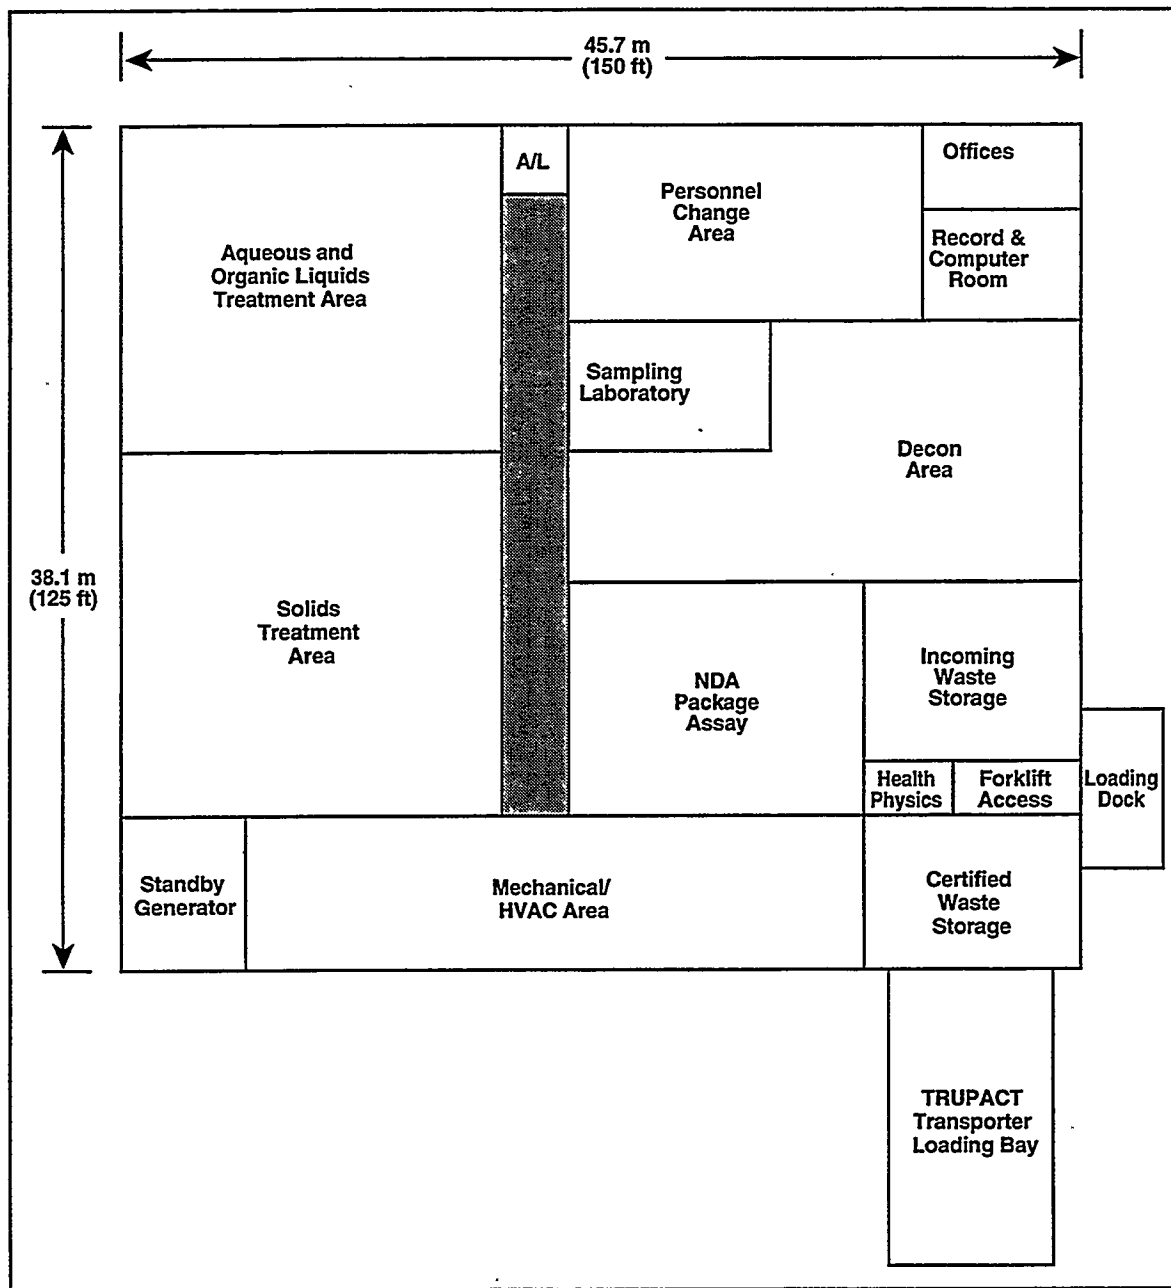 45.7 m
(150 ft)
A/L
Offices
Personnel
Change
Area
Record &
Computer
Room
Aqueous and
Organic Liquids
Treatment Area
Sampling
Laboratory
Decon
Area
38.1 m
(125 ft)
Solids
Treatment
Area
NDA
Package
Assay
Incoming
Waste
Storage
Health
Physics
Forklift
Access
Loading
Dock
Standby
Generator
Mechanical/
HVAC Area
Certified
Waste
Storage
TRUPACT
Transporter
Loading Bay